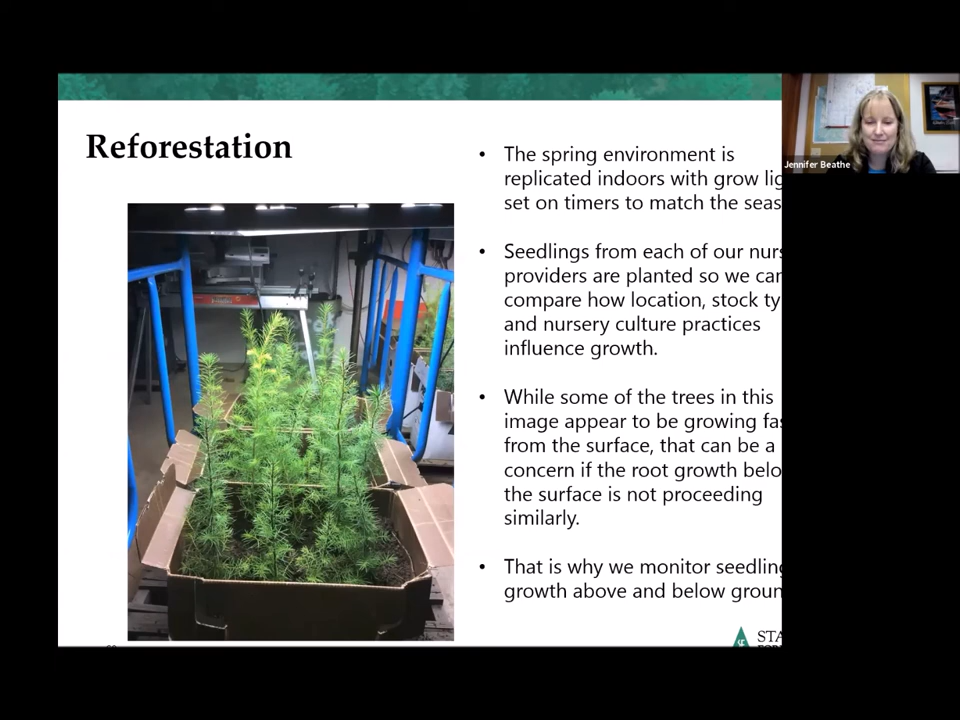 Reforestation
• The spring environment is
replicated indoors with grow lig
set on timers to match the seas
• Seedlings from each of our nurs
providers are planted so we can
compare how location, stock ty
and nursery culture practices
influence growth.
• While some of the trees in this
image appear to be growing fas
from the surface, that can be a
concern if the root growth belo
the surface is not proceeding
similarly.
• That is why we monitor seedling
growth above and below groun
STA
Jennifer Beathe